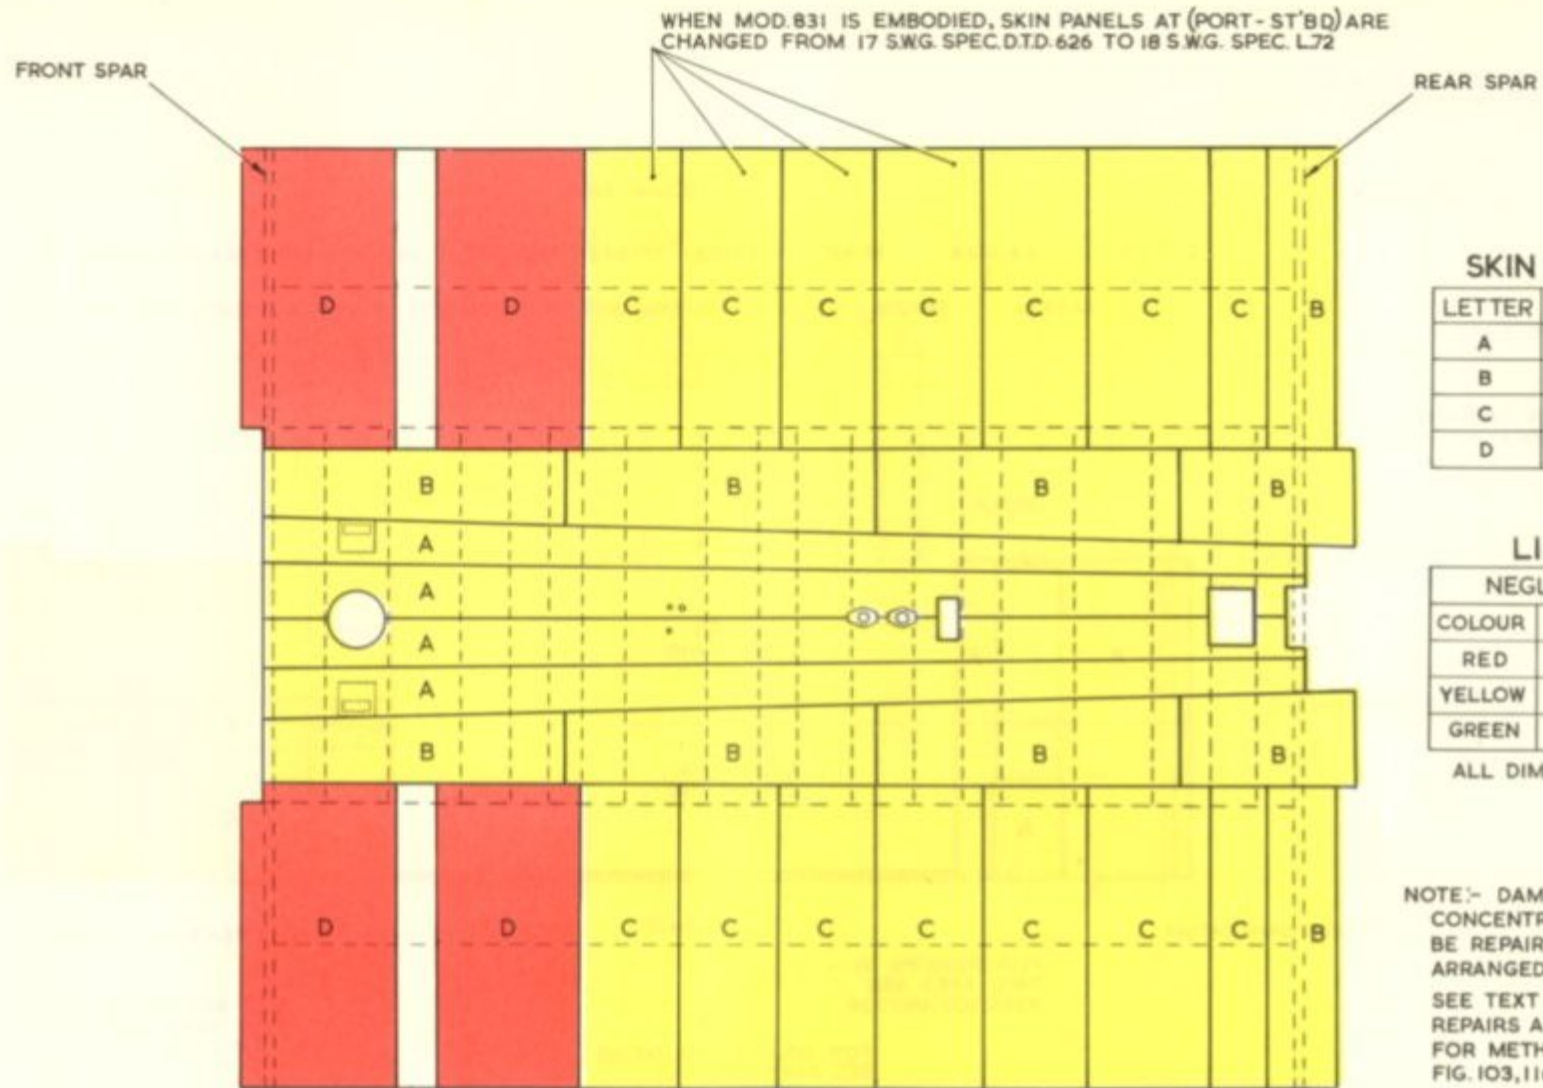 WHEN MOD.831 IS EMBODIED, SKIN PANELS AT (PORT - ST'BD) ARE
CHANGED FROM 17 S.W.G. SPEC.D.T.D.626 TO 18 S.W.G. SPEC. L.72
FRONT SPAR
REAR SPAR
D D C C C C C C C B
B B B B
A
A
A
A
B B B B
D D C C C C C C C B
SKIN
LETTER
A
B
C
D
LI
NEGL
COLOUR
RED
YELLOW
GREEN
ALL DIM
NOTE:- DAM
CONCENTR
BE REPAIR
ARRANGED
SEE TEXT
REPAIRS A
FOR METH
FIG. 103, 11